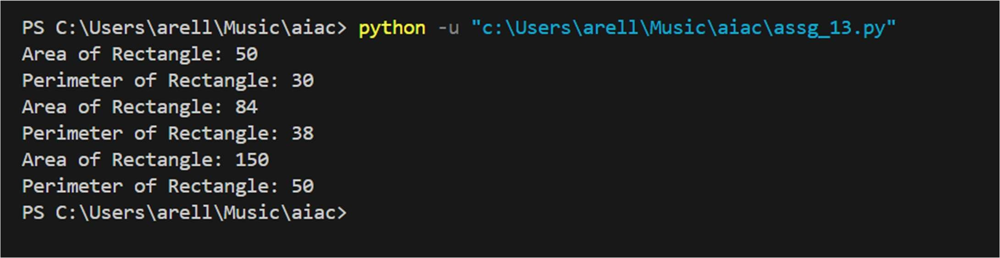 PS C:\Users\arell\Music\aiac> python -u "c:\Users\arell\Music\aiac\assg_13.py"
Area of Rectangle: 50
Perimeter of Rectangle: 30
Area of Rectangle: 84
Perimeter of Rectangle: 38
Area of Rectangle: 150
Perimeter of Rectangle: 50
PS C:\Users\arell\Music\aiac>